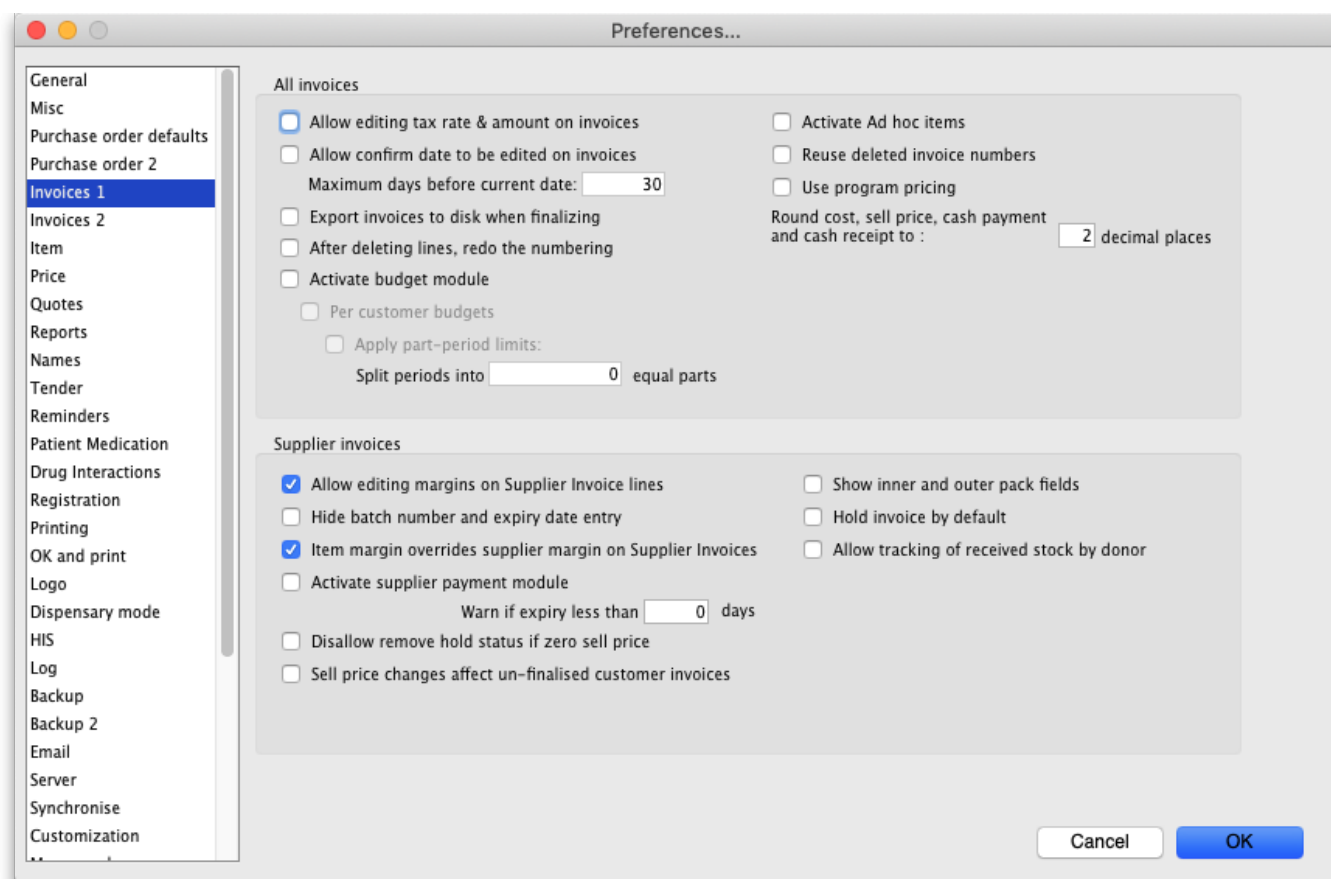 Preferences...
General
Misc
Purchase order defaults
Purchase order 2
Invoices 1
Invoices 2
Item
Price
Quotes
Reports
Names
Tender
Reminders
Patient Medication
Drug Interactions
Registration
Printing
OK and print
Logo
Dispensary mode
HIS
Log
Backup
Backup 2
Email
Server
Synchronise
Customization
All invoices
Allow editing tax rate & amount on invoices
Allow confirm date to be edited on invoices
Maximum days before current date: 30
Export invoices to disk when finalizing
After deleting lines, redo the numbering
Activate budget module
Per customer budgets
Apply part-period limits:
Split periods into 0 equal parts
Activate Ad hoc items
Reuse deleted invoice numbers
Use program pricing
Round cost, sell price, cash payment
and cash receipt to : 2 decimal places
Supplier invoices
Allow editing margins on Supplier Invoice lines
Hide batch number and expiry date entry
Item margin overrides supplier margin on Supplier Invoices
Activate supplier payment module
Warn if expiry less than 0 days
Disallow remove hold status if zero sell price
Sell price changes affect un-finalised customer invoices
Show inner and outer pack fields
Hold invoice by default
Allow tracking of received stock by donor
Cancel
OK